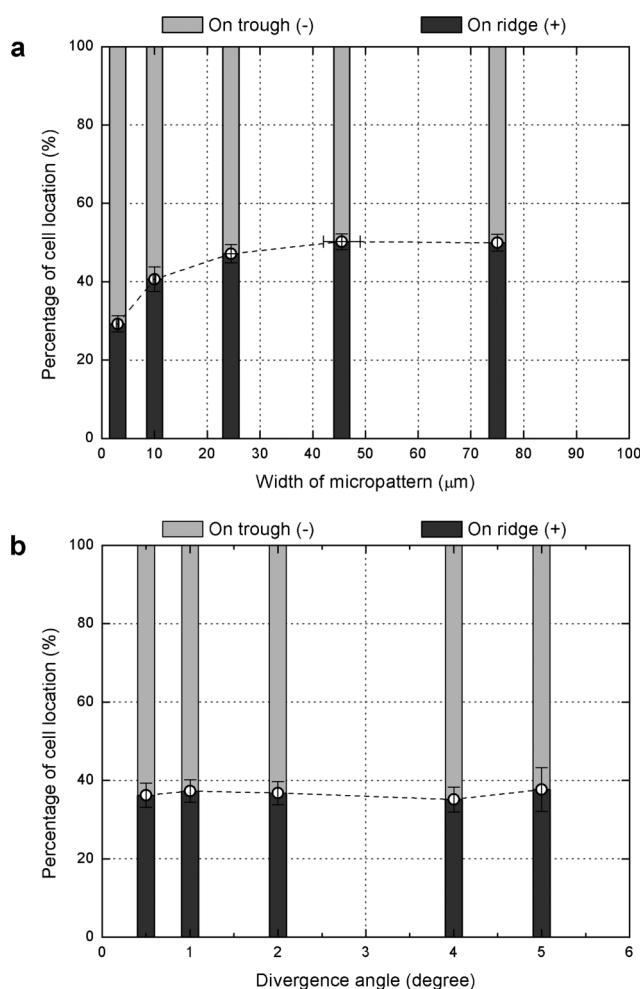 On trough (-) On ridge (+)
a
100
80
60
40
20
0
Percentage of cell location (%)
0 10 20 30 40 50 60 70 80 90 100
Width of micropattern (μm)
On trough (-) On ridge (+)
b
100
80
60
40
20
0
Percentage of cell location (%)
0 1 2 3 4 5 6
Divergence angle (degree)